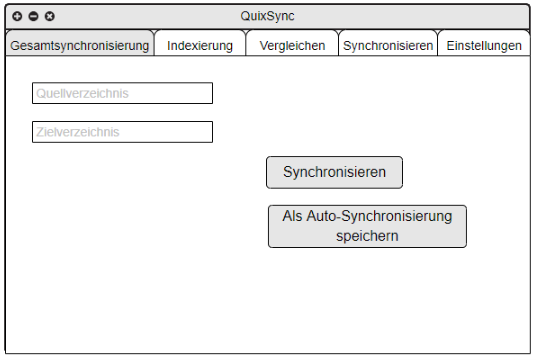 QuixSync
Gesamtsynchronisierung Indexierung Vergleichen Synchronisieren Einstellungen
Quellverzeichnis
Zielverzeichnis
Synchronisieren
Als Auto-Synchronisierung
speichern